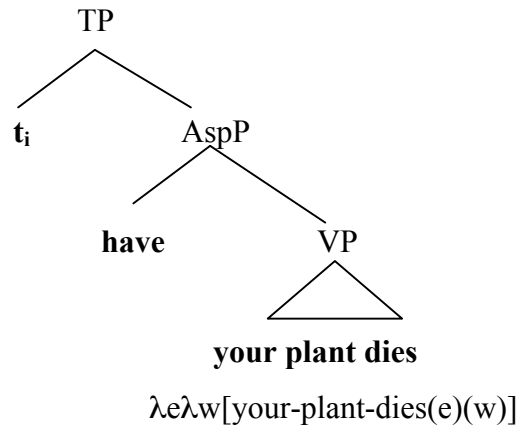 TP
tᵢ AspP
have VP
your plant dies
λeλw[your-plant-dies(e)(w)]